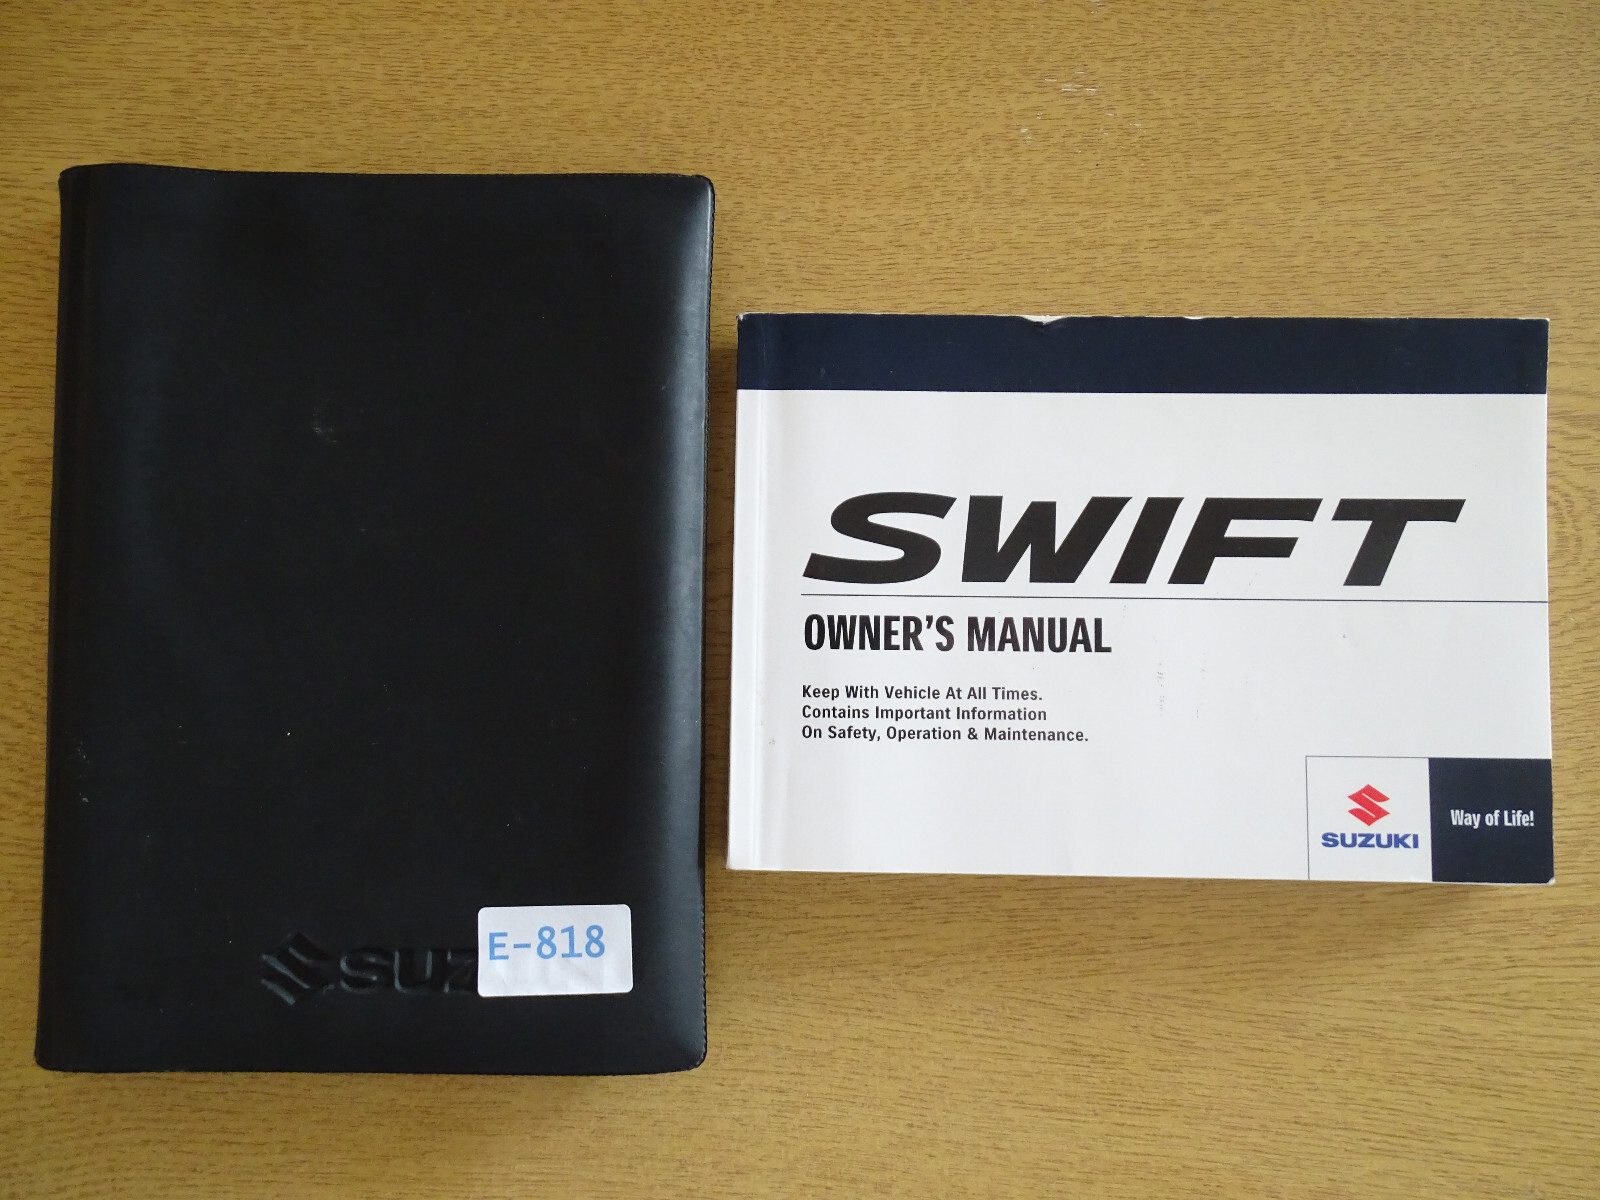 SUZ
E-818
SWIFT
OWNER'S MANUAL
Keep With Vehicle At All Times.
Contains Important Information
On Safety, Operation & Maintenance.
SUZUKI
Way of Life!